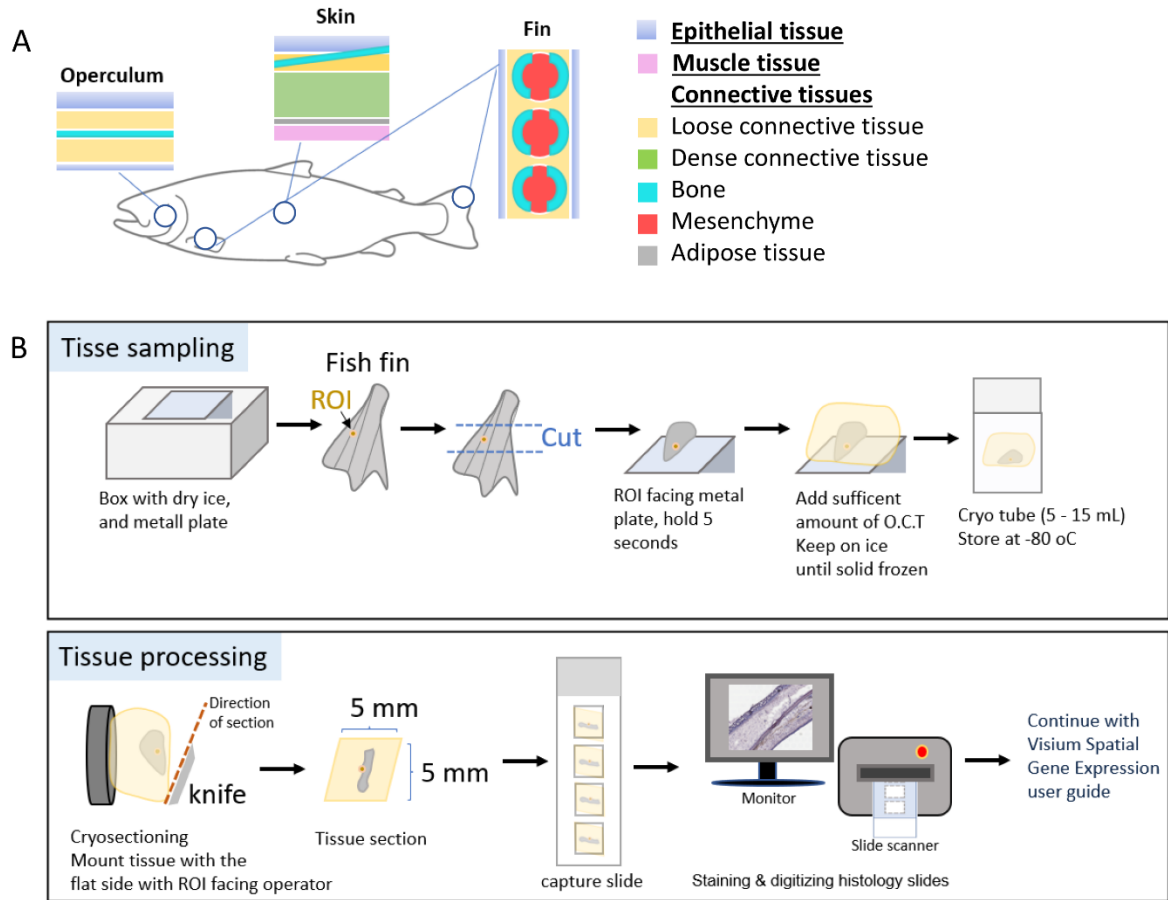 A
Operculum
Skin
Fin
Epithelial tissue
Muscle tissue
Connective tissues
Loose connective tissue
Dense connective tissue
Bone
Mesenchyme
Adipose tissue
B
Tisse sampling
Box with dry ice,
and metall plate
Fish fin
ROI
Cut
ROI facing metal
plate, hold 5
seconds
Add sufficent
amount of O.C.T
Keep on ice
until solid frozen
Cryo tube (5 - 15 mL)
Store at -80 oC
Tissue processing
Direction
of section
knife
Cryosectioning
Mount tissue with the
flat side with ROI facing operator
5 mm
5 mm
Tissue section
capture slide
Monitor
Slide scanner
Staining & digitizing histology slides
Continue with
Visium Spatial
Gene Expression
user guide